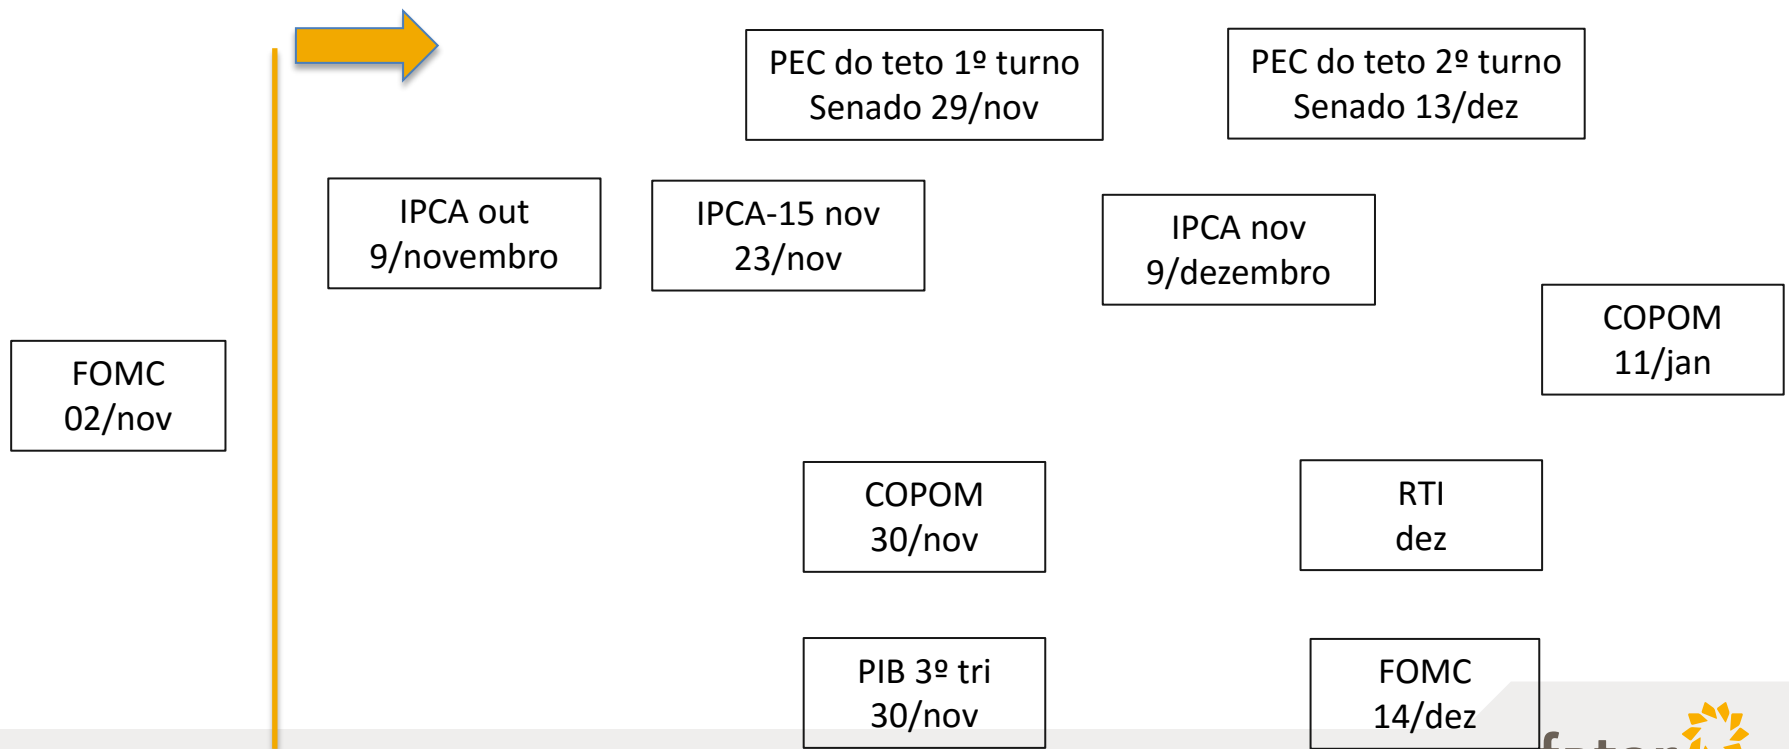 PEC do teto 1º turno
Senado 29/nov
PEC do teto 2º turno
Senado 13/dez
IPCA out
9/novembro
IPCA-15 nov
23/nov
IPCA nov
9/dezembro
COPOM
11/jan
FOMC
02/nov
COPOM
30/nov
RTI
dez
PIB 3º tri
30/nov
FOMC
14/dez